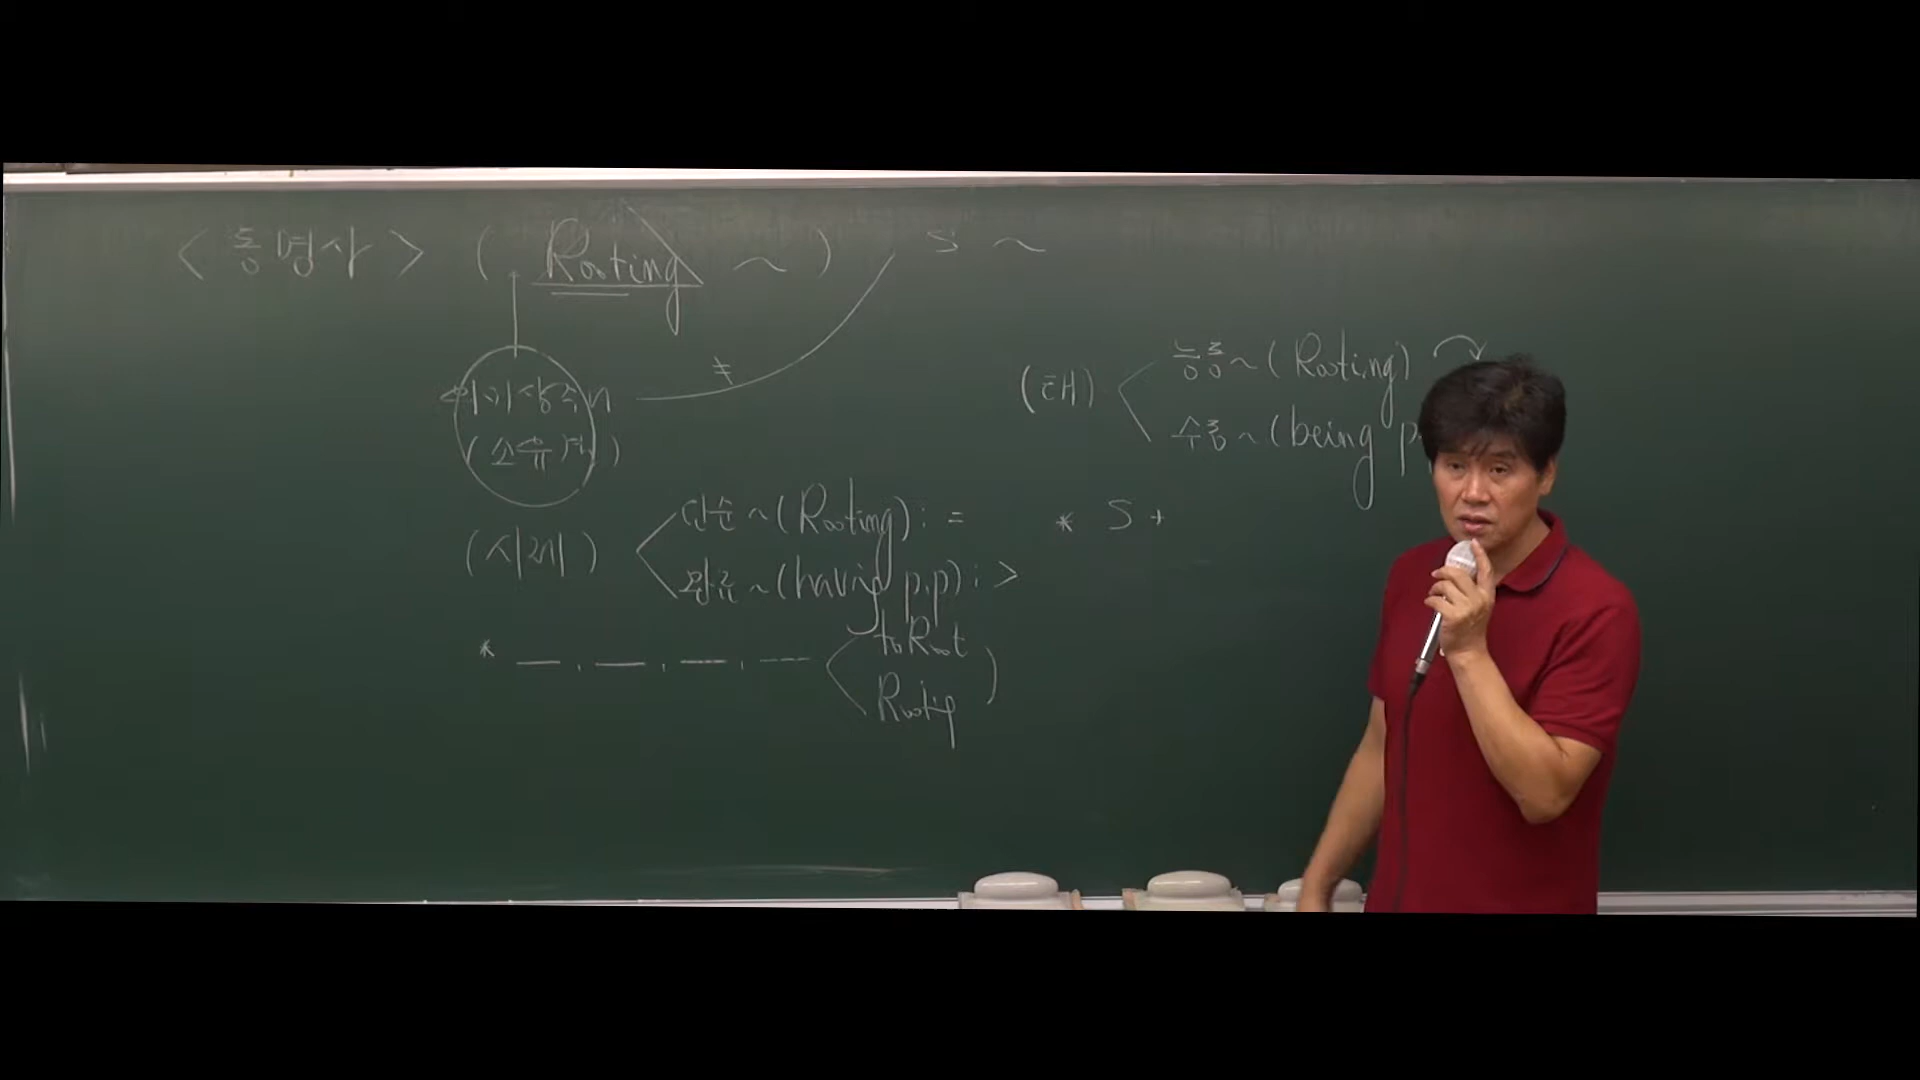 <동명사> ( Rooting ~ ) S ~
의미상주어 ≠
(소유격)
(태) 능동~(Rooting)
수동~(being p.
(시제) 단순~(Rooting) : = * S +
완료~(having p.p) : >
* to Root
Rooting )